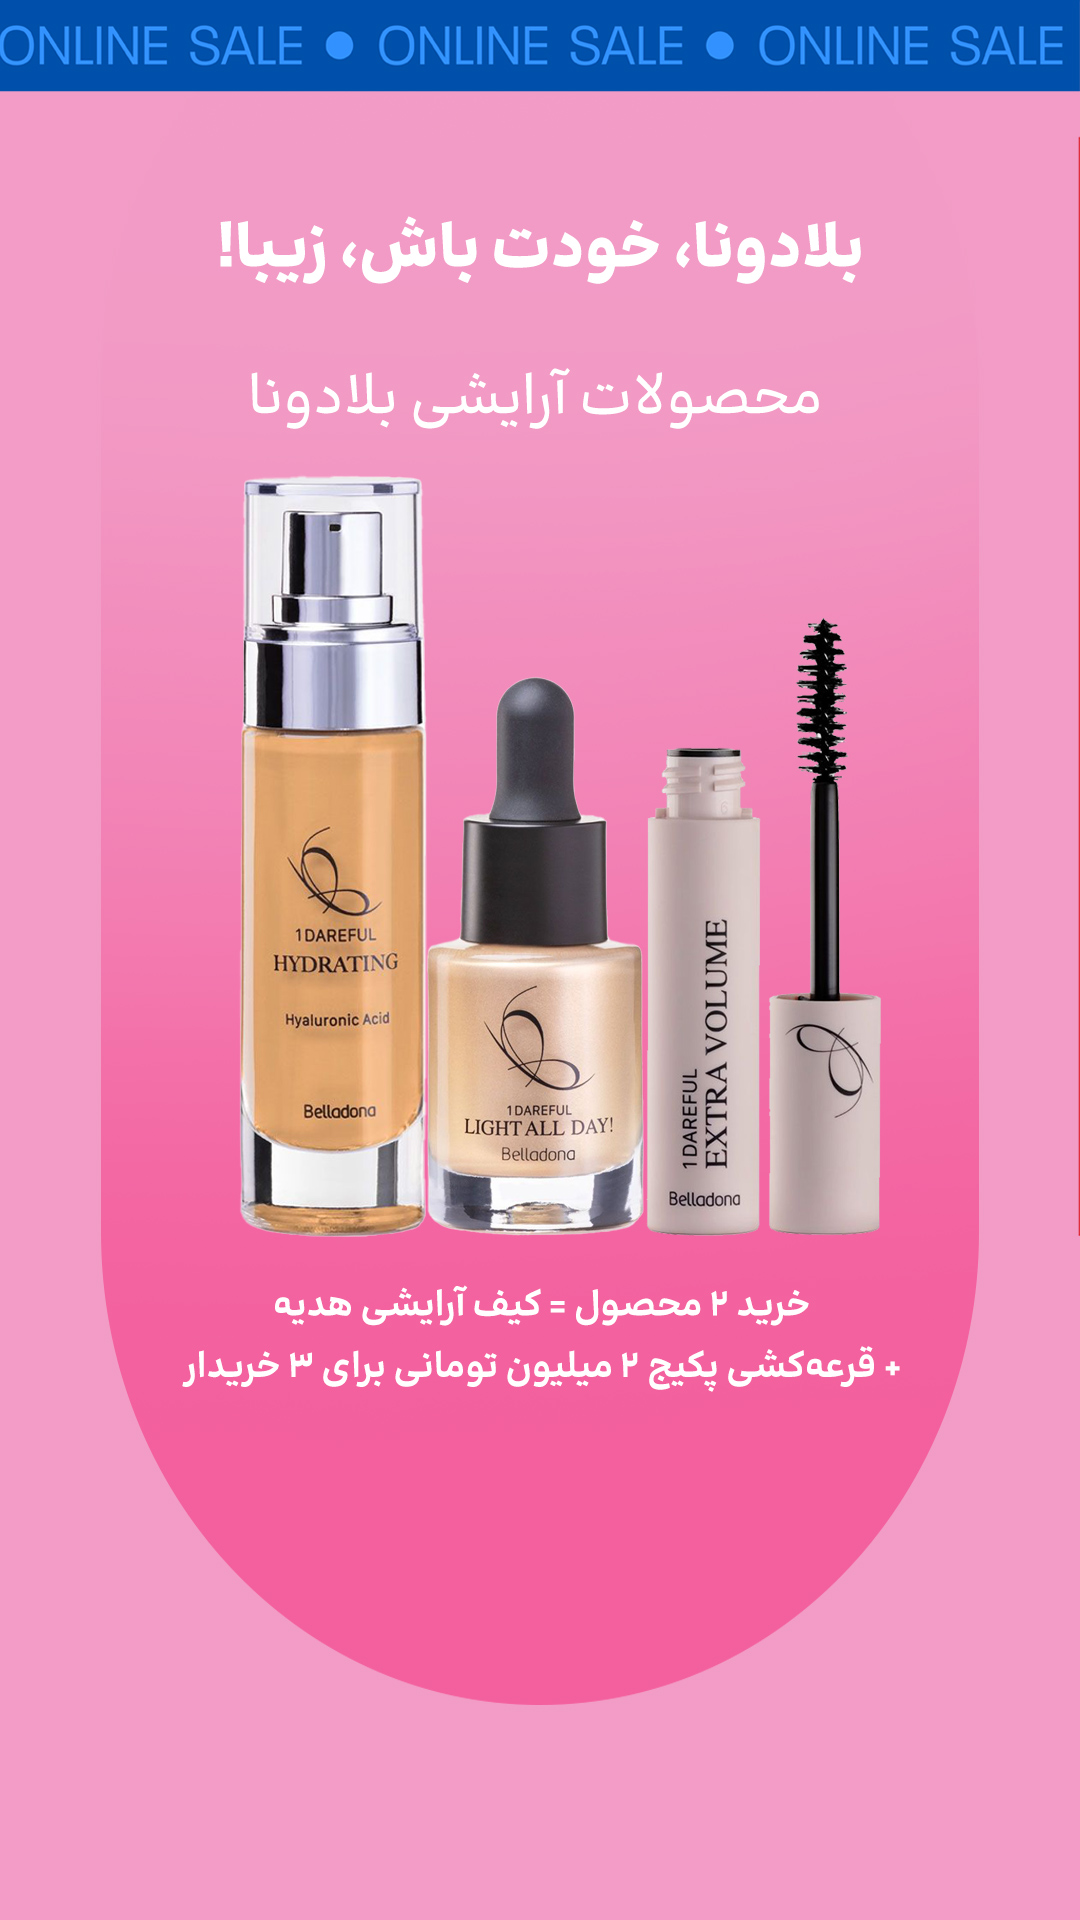 ONLINE SALE ● ONLINE SALE ● ONLINE SALE
بلادونا، خودت باش، زیبا!
محصولات آرایشی بلادونا
1DAREFUL
HYDRATING
Hyaluronic Acid
Belladona
1DAREFUL
LIGHT ALL DAY!
Belladona
1DAREFUL
EXTRA VOLUME
Belladona
خرید ۲ محصول = کیف آرایشی هدیه
+ قرعه‌کشی پکیج ۲ میلیون تومانی برای ۳ خریدار